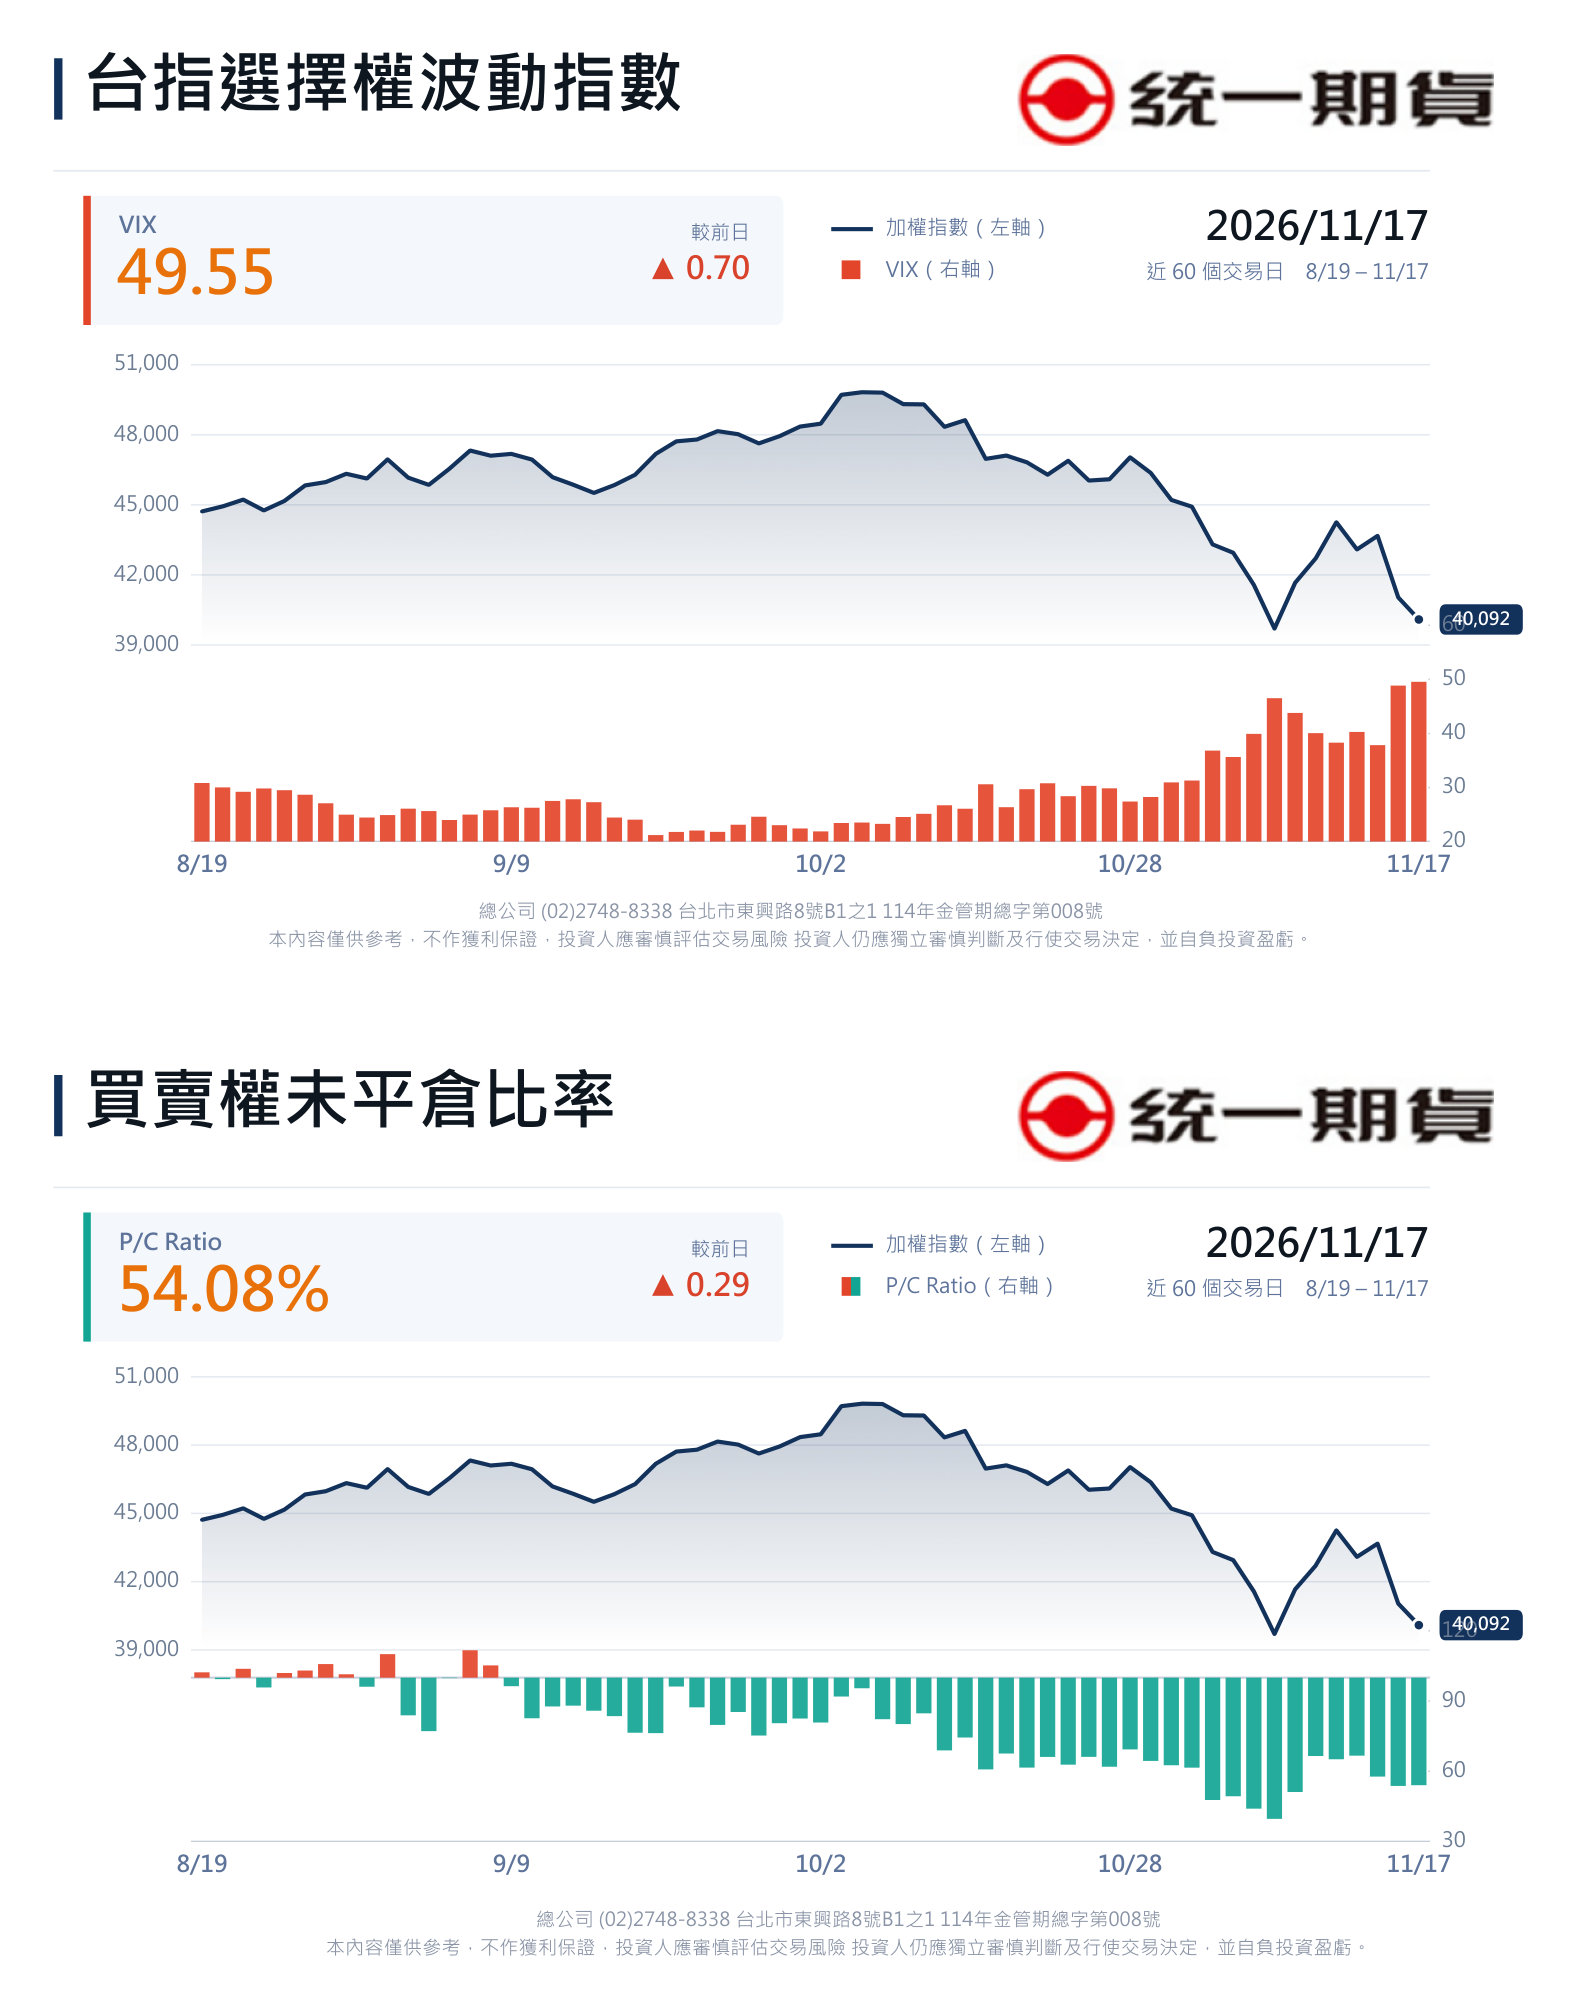 台指選擇權波動指數
統一期貨
VIX
49.55
較前日
▲ 0.70
加權指數（左軸）
VIX（右軸）
2026/11/17
近 60 個交易日 8/19 – 11/17
51,000
48,000
45,000
42,000
39,000
60
40,092
50
40
30
20
8/19
9/9
10/2
10/28
11/17
總公司 (02)2748-8338 台北市東興路8號B1之1 114年金管期總字第008號
本內容僅供參考，不作獲利保證，投資人應審慎評估交易風險 投資人仍應獨立審慎判斷及行使交易決定，並自負投資盈虧。
買賣權未平倉比率
統一期貨
P/C Ratio
54.08%
較前日
▲ 0.29
加權指數（左軸）
P/C Ratio（右軸）
2026/11/17
近 60 個交易日 8/19 – 11/17
51,000
48,000
45,000
42,000
39,000
120
40,092
90
60
30
8/19
9/9
10/2
10/28
11/17
總公司 (02)2748-8338 台北市東興路8號B1之1 114年金管期總字第008號
本內容僅供參考，不作獲利保證，投資人應審慎評估交易風險 投資人仍應獨立審慎判斷及行使交易決定，並自負投資盈虧。